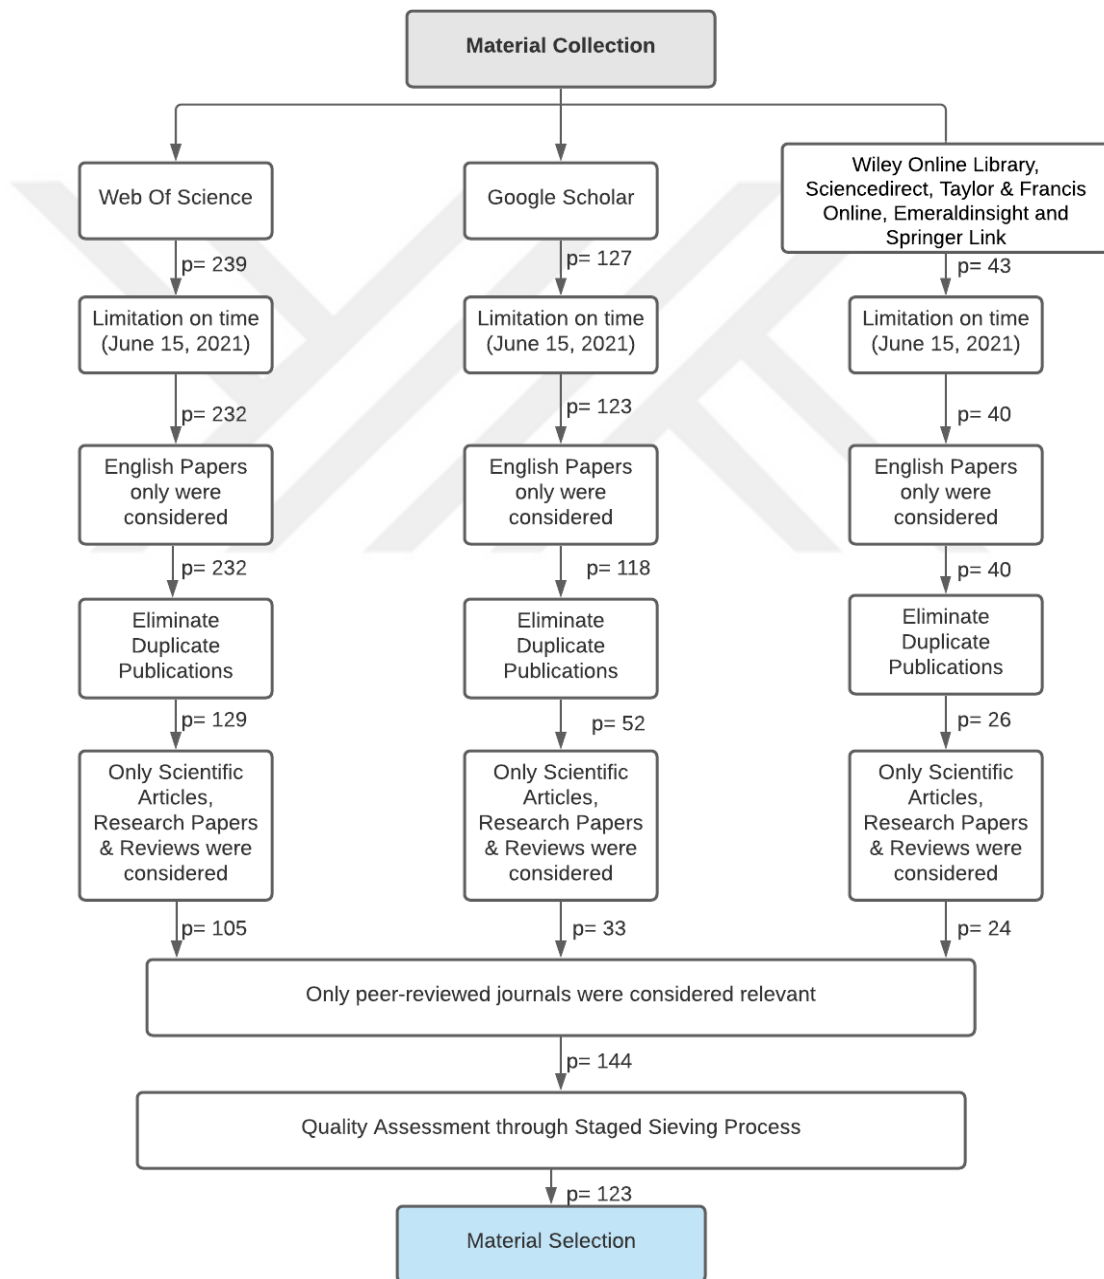 Material Collection
Web Of Science
Google Scholar
Wiley Online Library,
Sciencedirect, Taylor & Francis
Online, Emeraldinsight and
Springer Link
p= 239
p= 127
p= 43
Limitation on time
(June 15, 2021)
Limitation on time
(June 15, 2021)
Limitation on time
(June 15, 2021)
p= 232
p= 123
p= 40
English Papers
only were
considered
English Papers
only were
considered
English Papers
only were
considered
p= 232
p= 118
p= 40
Eliminate
Duplicate
Publications
Eliminate
Duplicate
Publications
Eliminate
Duplicate
Publications
p= 129
p= 52
p= 26
Only Scientific
Articles,
Research Papers
& Reviews were
considered
Only Scientific
Articles,
Research Papers
& Reviews were
considered
Only Scientific
Articles,
Research Papers
& Reviews were
considered
p= 105
p= 33
p= 24
Only peer-reviewed journals were considered relevant
p= 144
Quality Assessment through Staged Sieving Process
p= 123
Material Selection